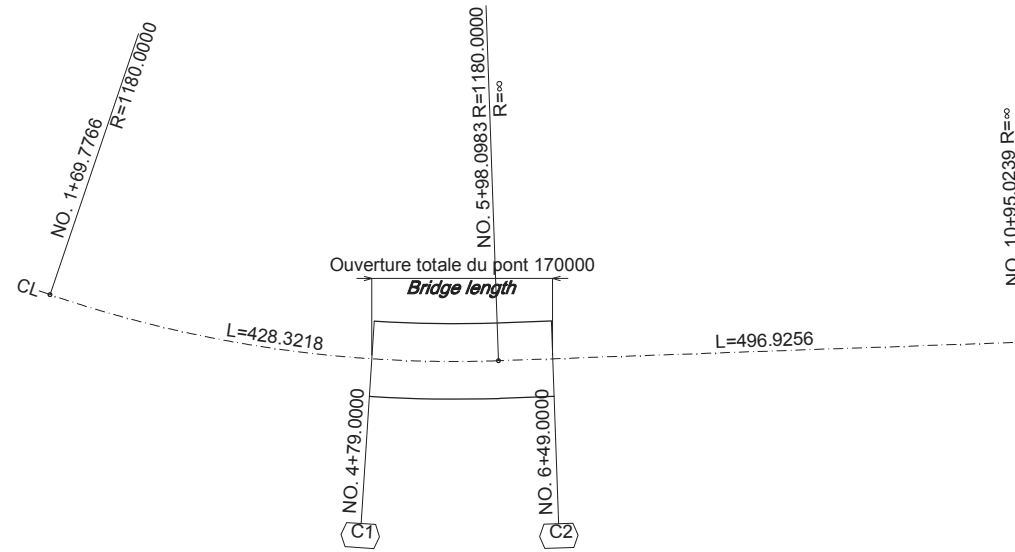 NO. 1+69.7766
R=1180.0000
NO. 5+98.0983 R=1180.0000
R=∞
NO. 10+95.0239 R=∞
Ouverture totale du pont 170000
Bridge length
CL
L=428.3218
L=496.9256
NO. 4+79.0000
NO. 6+49.0000
C1
C2